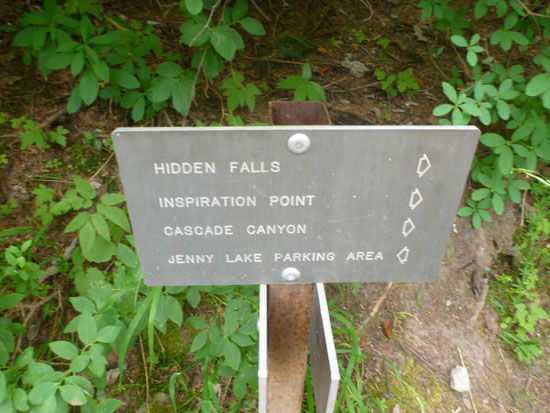 HIDDEN FALLS
INSPIRATION POINT
CASCADE CANYON
JENNY LAKE PARKING AREA